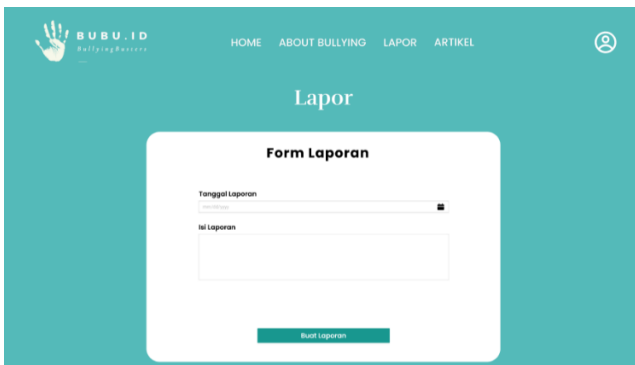 BUBU.ID
BullyingBusters
HOME ABOUT BULLYING LAPOR ARTIKEL
Lapor
Form Laporan
Tanggal Laporan
Isi Laporan
Buat Laporan